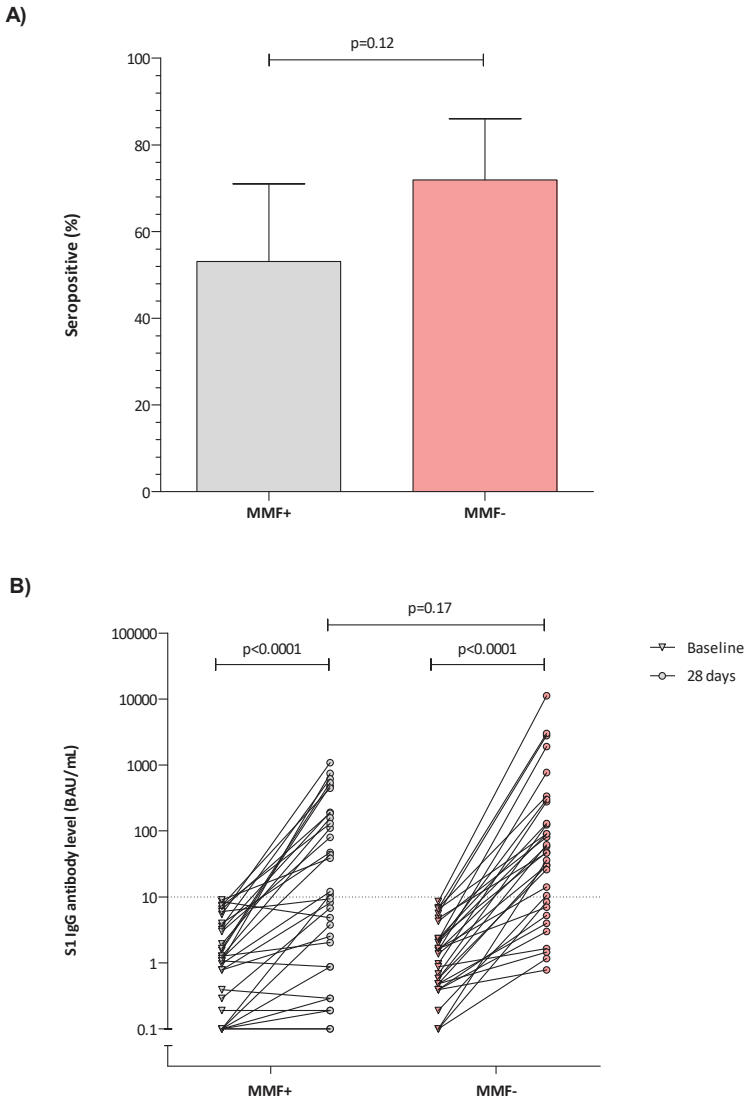 A)
p=0.12
100
80
60
40
20
0
Seropositive (%)
MMF+ MMF-
B)
p=0.17
p<0.0001 p<0.0001
Baseline
28 days
100000
10000
1000
100
10
1
0.1
S1 IgG antibody level (BAU/mL)
MMF+ MMF-